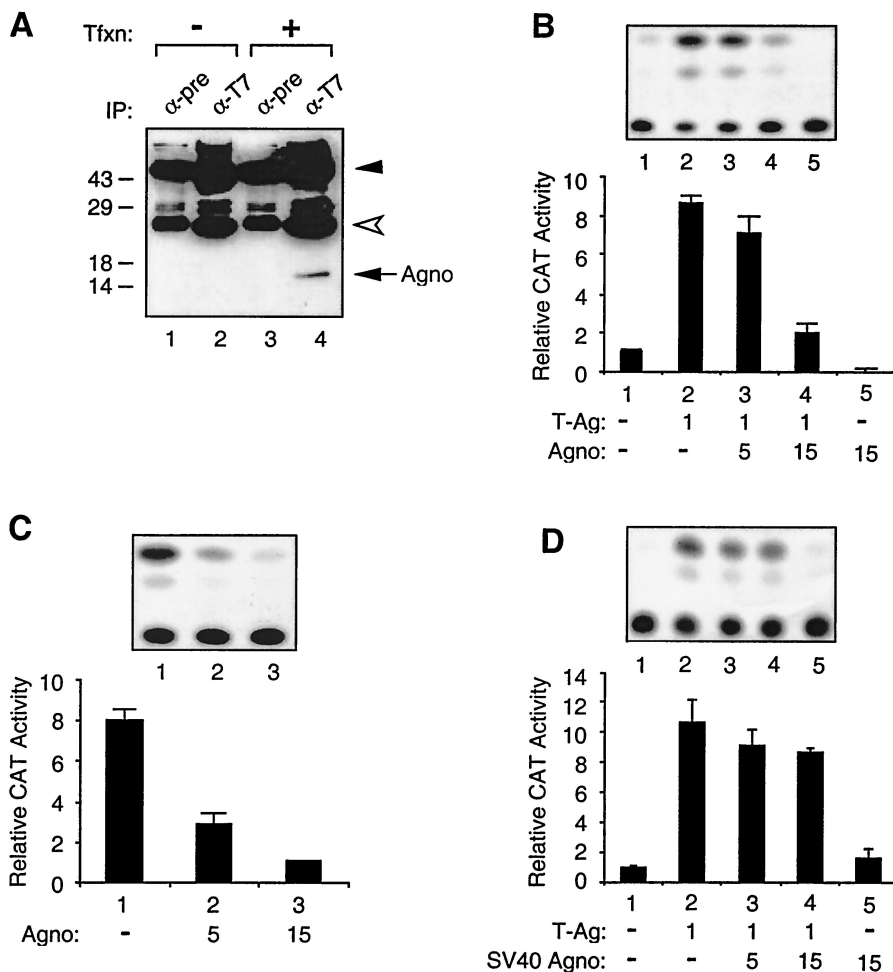 A
Tfxn: - +
IP: α-pre α-T7 α-pre α-T7
43
29
18
14
Agno
1 2 3 4
B
1 2 3 4 5
Relative CAT Activity
10
8
6
4
2
0
1 2 3 4 5
T-Ag: - 1 1 1 -
Agno: - - 5 15 15
C
1 2 3
Relative CAT Activity
10
8
6
4
2
0
1 2 3
Agno: - 5 15
D
1 2 3 4 5
Relative CAT Activity
14
12
10
8
6
4
2
0
1 2 3 4 5
T-Ag: - 1 1 1 -
SV40 Agno: - - 5 15 15